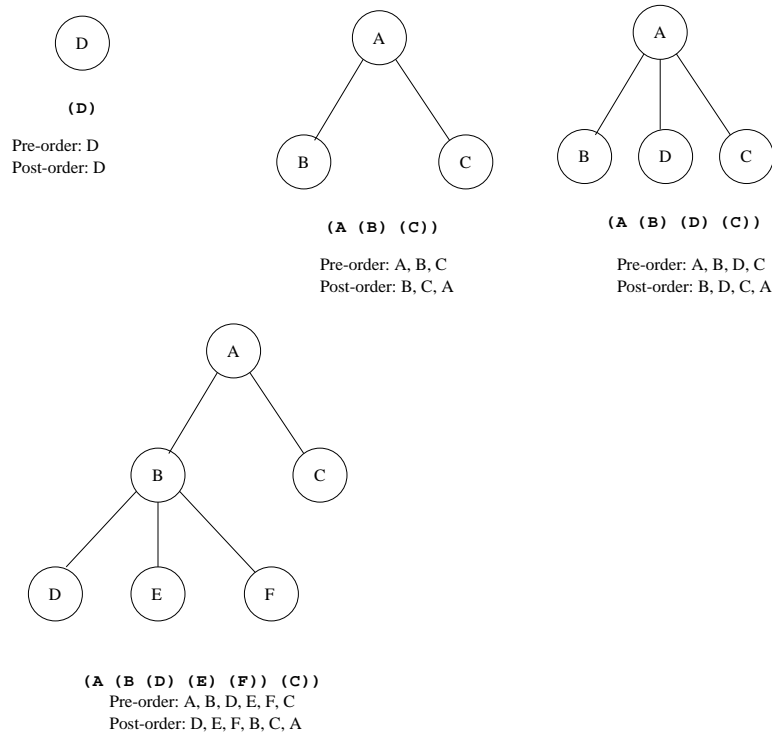 D
(D)
Pre-order: D
Post-order: D
A
B
C
(A (B) (C))
Pre-order: A, B, C
Post-order: B, C, A
A
B
D
C
(A (B) (D) (C))
Pre-order: A, B, D, C
Post-order: B, D, C, A
A
B
C
D
E
F
(A (B (D) (E) (F)) (C))
Pre-order: A, B, D, E, F, C
Post-order: D, E, F, B, C, A